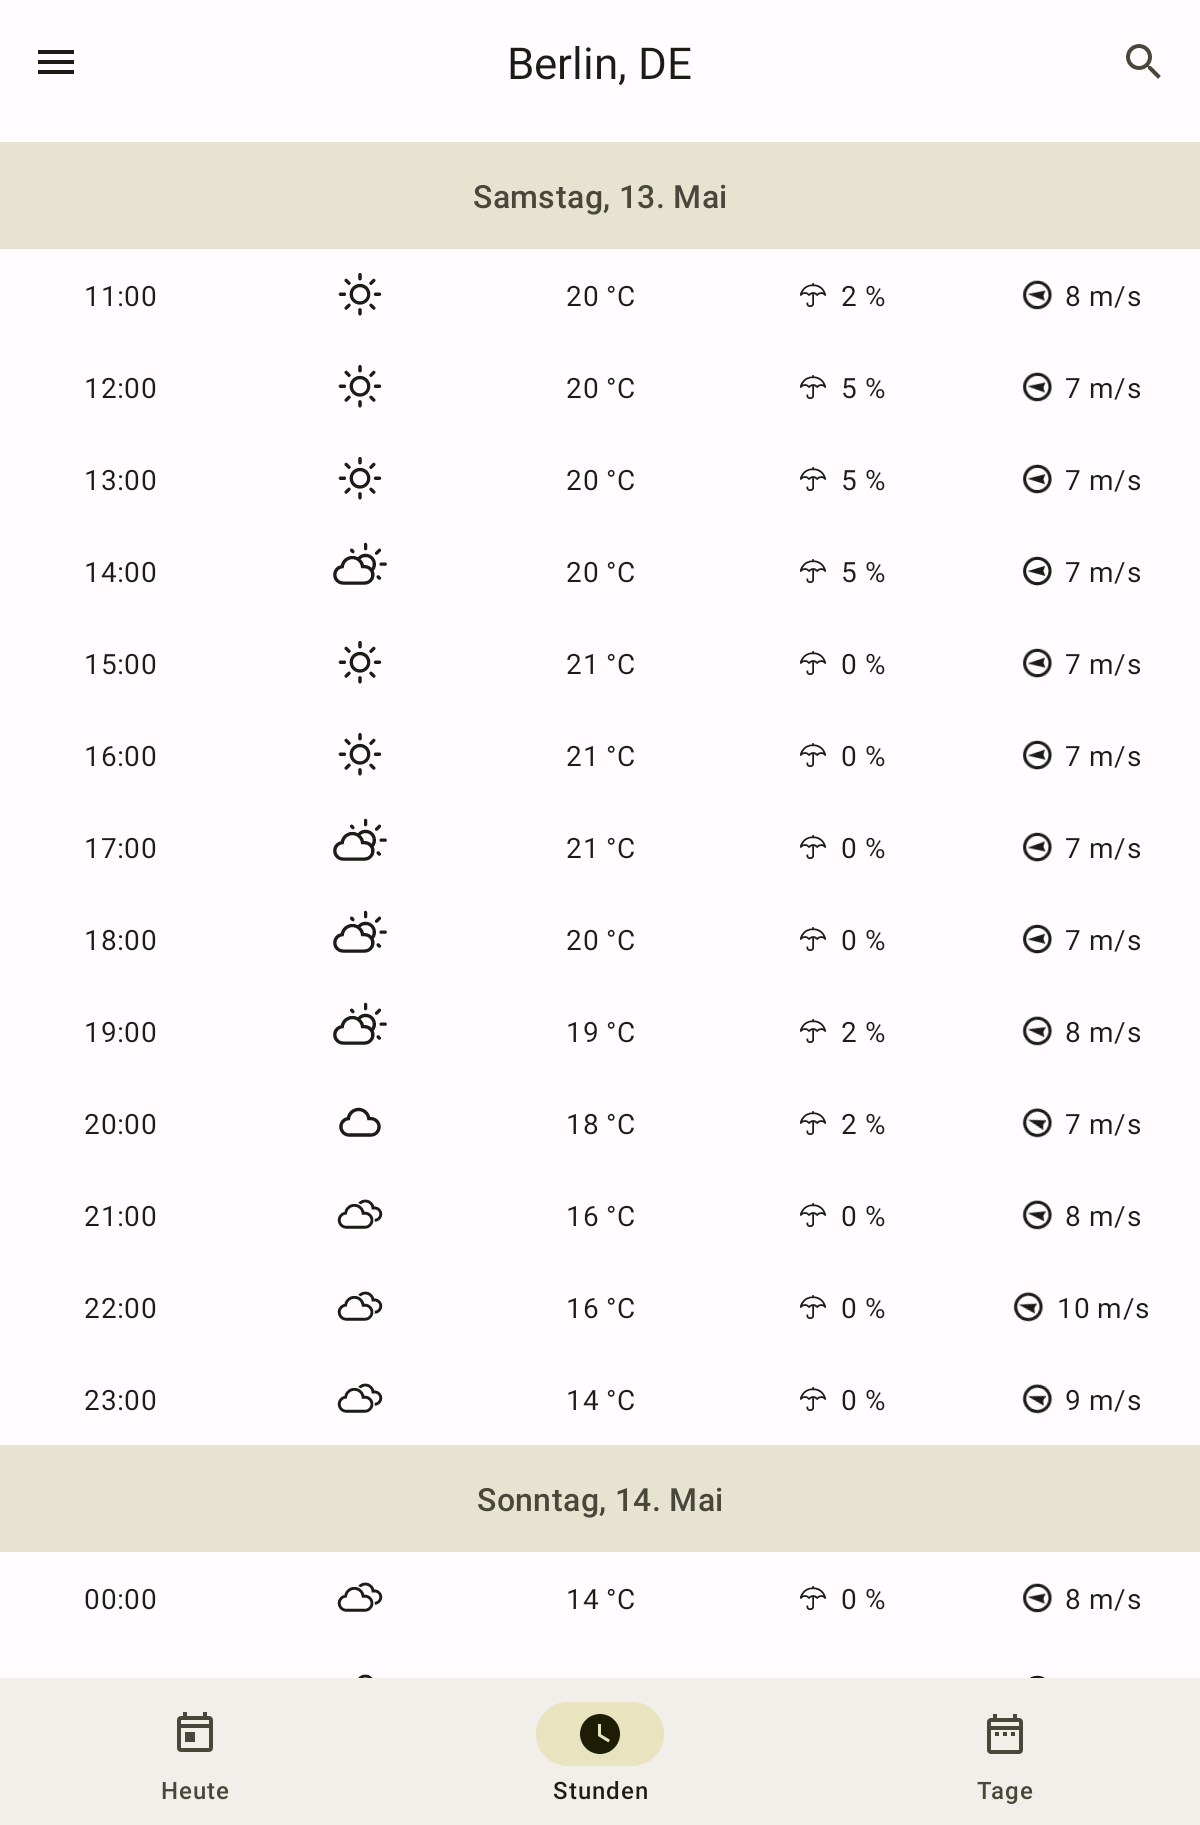 Berlin, DE
Samstag, 13. Mai
11:00 20 °C 2 % 8 m/s
12:00 20 °C 5 % 7 m/s
13:00 20 °C 5 % 7 m/s
14:00 20 °C 5 % 7 m/s
15:00 21 °C 0 % 7 m/s
16:00 21 °C 0 % 7 m/s
17:00 21 °C 0 % 7 m/s
18:00 20 °C 0 % 7 m/s
19:00 19 °C 2 % 8 m/s
20:00 18 °C 2 % 7 m/s
21:00 16 °C 0 % 8 m/s
22:00 16 °C 0 % 10 m/s
23:00 14 °C 0 % 9 m/s
Sonntag, 14. Mai
00:00 14 °C 0 % 8 m/s
Heute Stunden Tage